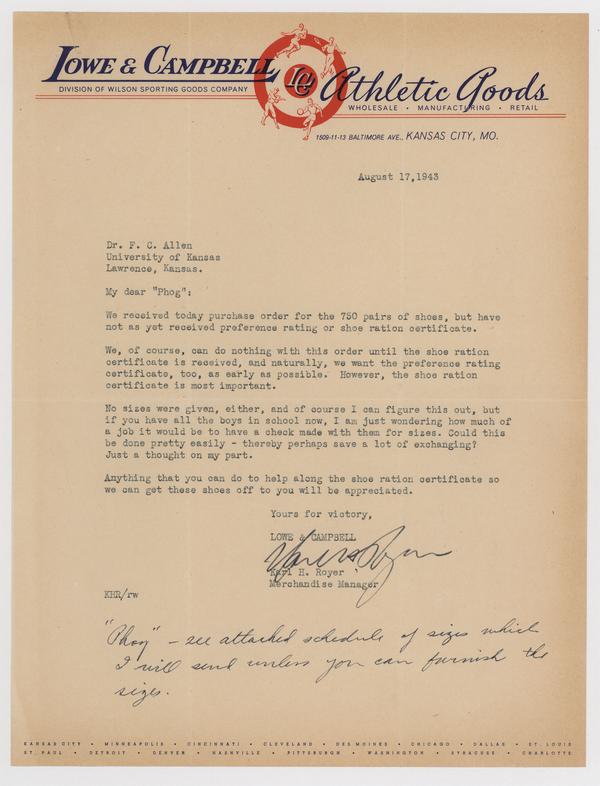 LOWE & CAMPBELL LC Athletic Goods
DIVISION OF WILSON SPORTING GOODS COMPANY
WHOLESALE • MANUFACTURING • RETAIL
1509-11-13 BALTIMORE AVE., KANSAS CITY, MO.
August 17,1943
Dr. F. C. Allen
University of Kansas
Lawrence, Kansas.
My dear "Phog":
We received today purchase order for the 750 pairs of shoes, but have
not as yet received preference rating or shoe ration certificate.
We, of course, can do nothing with this order until the shoe ration
certificate is received, and naturally, we want the preference rating
certificate, too, as early as possible. However, the shoe ration
certificate is most important.
No sizes were given, either, and of course I can figure this out, but
if you have all the boys in school now, I am just wondering how much of
a job it would be to have a check made with them for sizes. Could this
be done pretty easily - thereby perhaps save a lot of exchanging?
Just a thought on my part.
Anything that you can do to help along the shoe ration certificate so
we can get these shoes off to you will be appreciated.
Yours for victory,
LOWE & CAMPBELL
Karl H. Royer
Karl H. Royer
Merchandise Manager
KHR/rw
"Phog" - see attached schedule of sizes which
I will send unless you can furnish the
sizes.
KANSAS CITY • MINNEAPOLIS • CINCINNATI • CLEVELAND • DES MOINES • CHICAGO • DALLAS • ST. LOUIS
ST. PAUL • DETROIT • DENVER • NASHVILLE • PITTSBURGH • WASHINGTON • SYRACUSE • CHARLOTTE